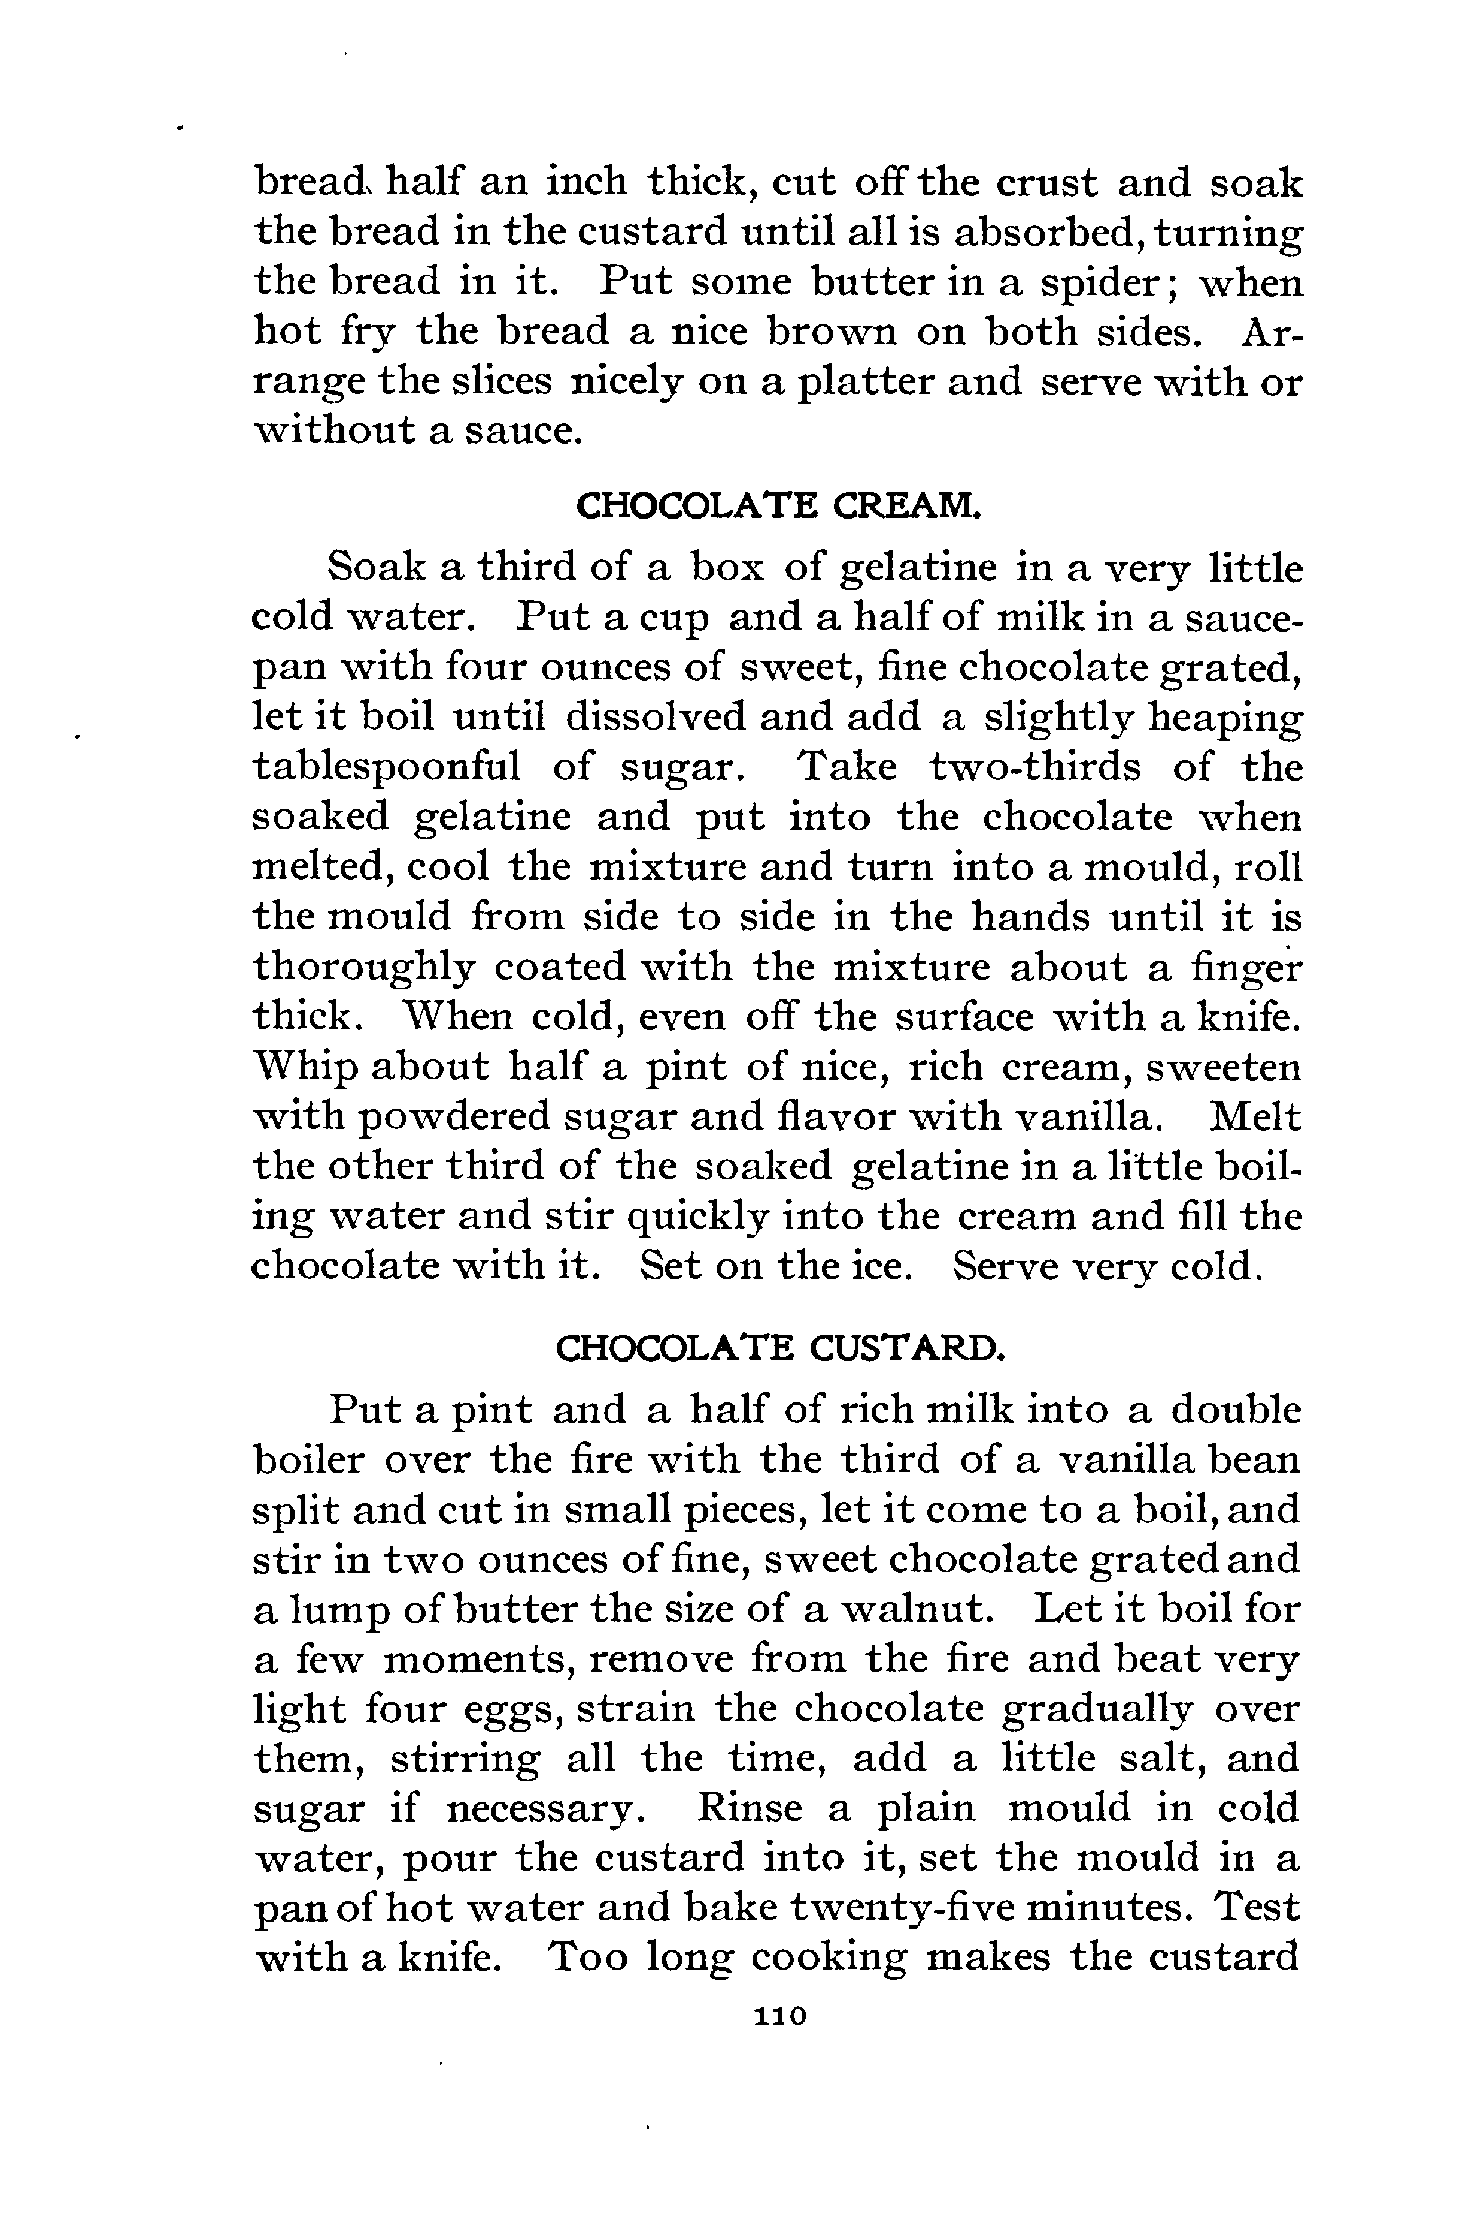 bread half an inch thick, cut off the crust and soak
the bread in the custard until all is absorbed, turning
the bread in it. Put some butter in a spider; when
hot fry the bread a nice brown on both sides. Ar-
range the slices nicely on a platter and serve with or
without a sauce.
CHOCOLATE CREAM.
Soak a third of a box of gelatine in a very little
cold water. Put a cup and a half of milk in a sauce-
pan with four ounces of sweet, fine chocolate grated,
let it boil until dissolved and add a slightly heaping
tablespoonful of sugar. Take two-thirds of the
soaked gelatine and put into the chocolate when
melted, cool the mixture and turn into a mould, roll
the mould from side to side in the hands until it is
thoroughly coated with the mixture about a finger
thick. When cold, even off the surface with a knife.
Whip about half a pint of nice, rich cream, sweeten
with powdered sugar and flavor with vanilla. Melt
the other third of the soaked gelatine in a little boil-
ing water and stir quickly into the cream and fill the
chocolate with it. Set on the ice. Serve very cold.
CHOCOLATE CUSTARD.
Put a pint and a half of rich milk into a double
boiler over the fire with the third of a vanilla bean
split and cut in small pieces, let it come to a boil, and
stir in two ounces of fine, sweet chocolate grated and
a lump of butter the size of a walnut. Let it boil for
a few moments, remove from the fire and beat very
light four eggs, strain the chocolate gradually over
them, stirring all the time, add a little salt, and
sugar if necessary. Rinse a plain mould in cold
water, pour the custard into it, set the mould in a
pan of hot water and bake twenty-five minutes. Test
with a knife. Too long cooking makes the custard
110